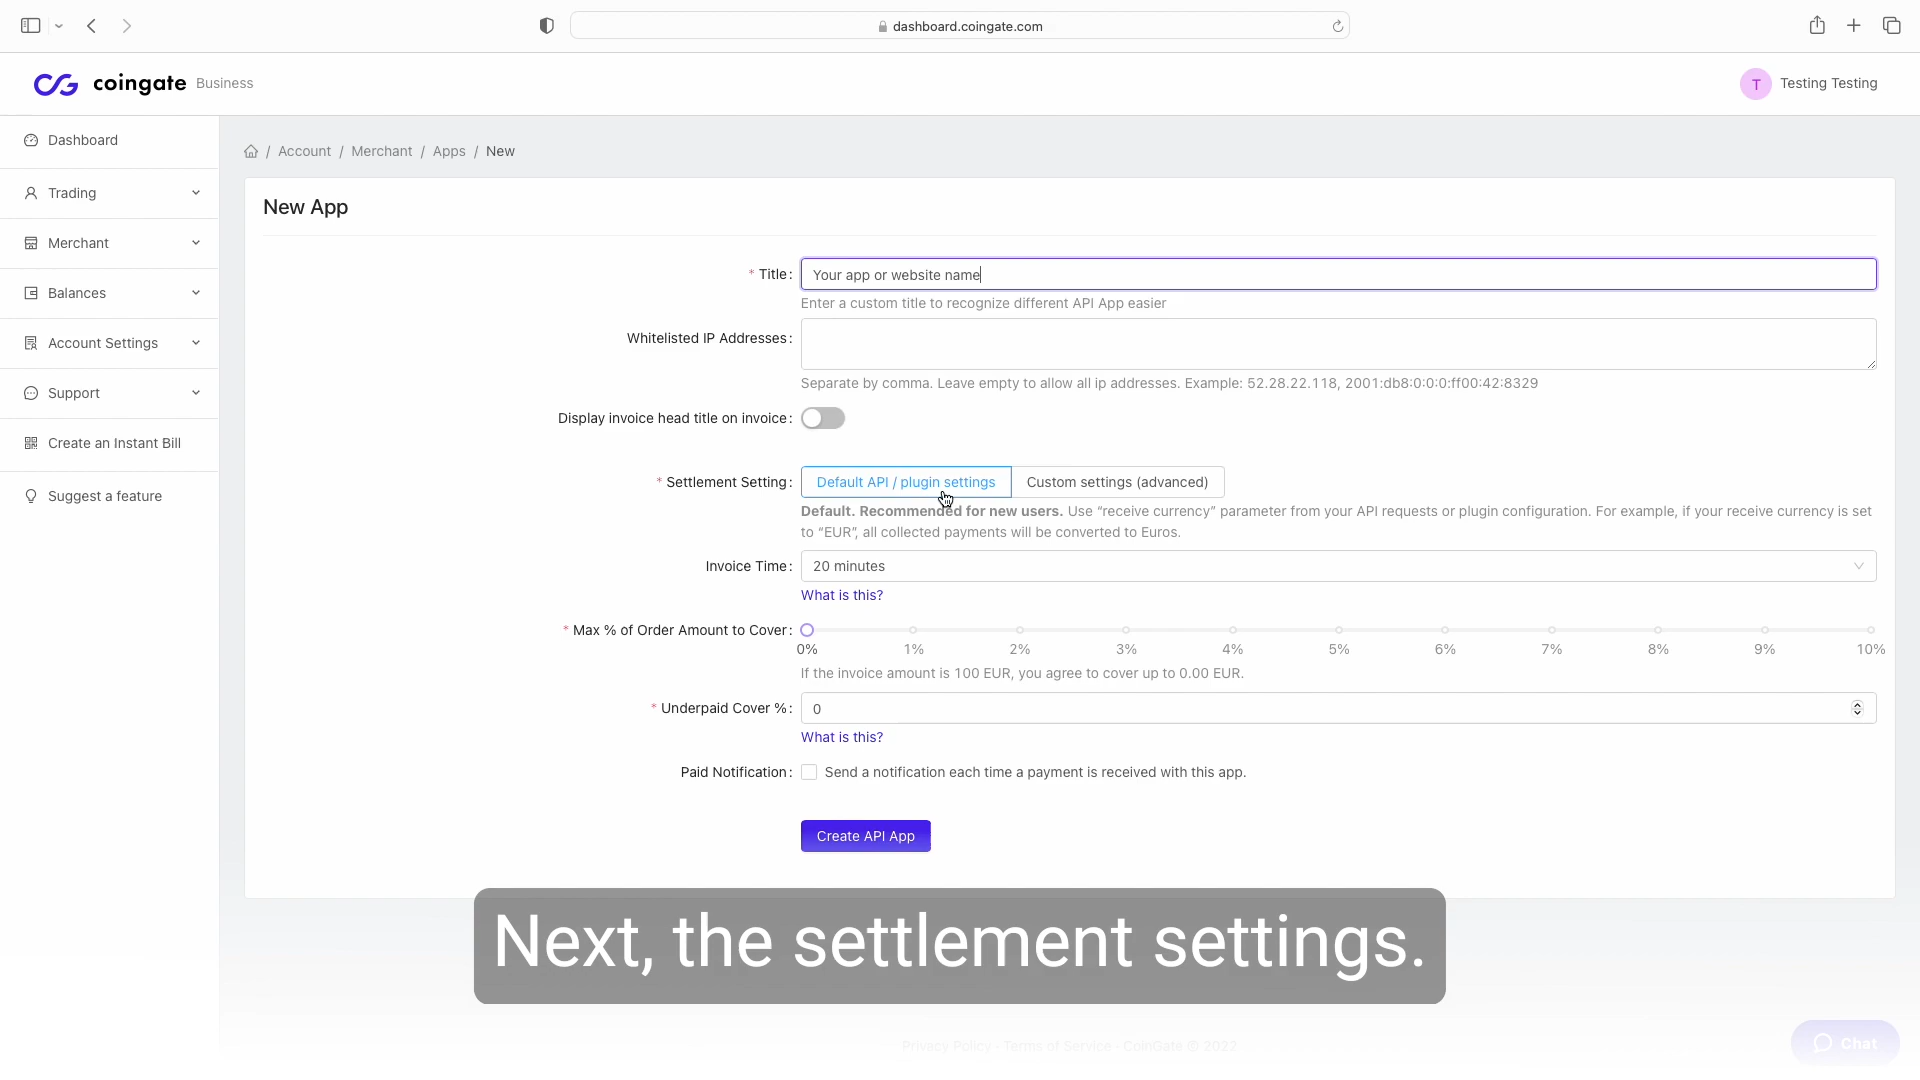 dashboard.coingate.com
coingate Business
T Testing Testing
Dashboard
Trading
Merchant
Balances
Account Settings
Support
Create an Instant Bill
Suggest a feature
/ Account / Merchant / Apps / New
New App
* Title: Your app or website name
Enter a custom title to recognize different API App easier
Whitelisted IP Addresses:
Separate by comma. Leave empty to allow all ip addresses. Example: 52.28.22.118, 2001:db8:0:0:0:ff00:42:8329
Display invoice head title on invoice:
* Settlement Setting: Default API / plugin settings Custom settings (advanced)
Default. Recommended for new users. Use “receive currency” parameter from your API requests or plugin configuration. For example, if your receive currency is set
to “EUR”, all collected payments will be converted to Euros.
Invoice Time: 20 minutes
What is this?
* Max % of Order Amount to Cover:
0% 1% 2% 3% 4% 5% 6% 7% 8% 9% 10%
If the invoice amount is 100 EUR, you agree to cover up to 0.00 EUR.
* Underpaid Cover %: 0
What is this?
Paid Notification: Send a notification each time a payment is received with this app.
Create API App
Next, the settlement settings.
Privacy Policy - Terms of Service - CoinGate © 2022
Chat